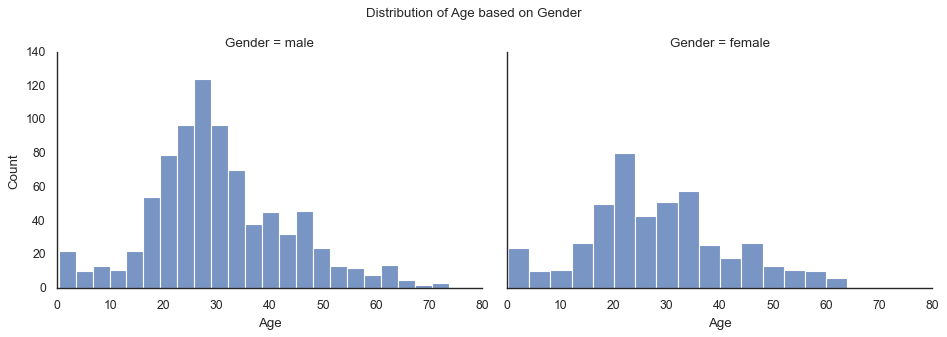 Distribution of Age based on Gender
Gender = male
Gender = female
140
120
100
80
60
40
20
0
Count
0 10 20 30 40 50 60 70 80
0 10 20 30 40 50 60 70 80
Age
Age